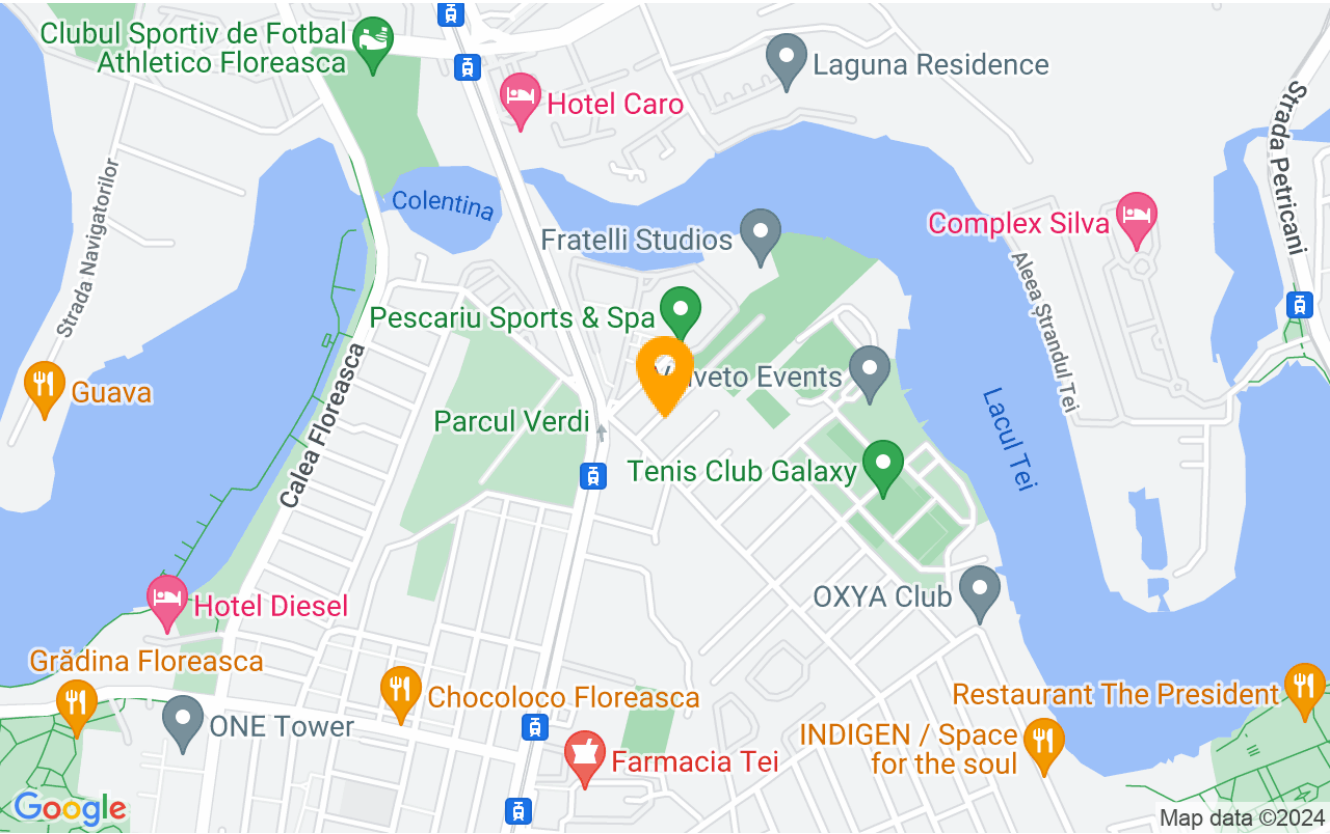 Clubul Sportiv de Fotbal
Athletico Floreasca
Laguna Residence
Hotel Caro
Strada Petricani
Strada Navigatorilor
Colentina
Complex Silva
Fratelli Studios
Aleea Ștrandul Tei
Pescariu Sports & Spa
Calea Floreasca
Guava
Events
Parcul Verdi
Lacul Tei
Tenis Club Galaxy
OXYA Club
Hotel Diesel
Grădina Floreasca
Chocoloco Floreasca
Restaurant The President
ONE Tower
INDIGEN / Space
for the soul
Farmacia Tei
Google
Map data ©2024